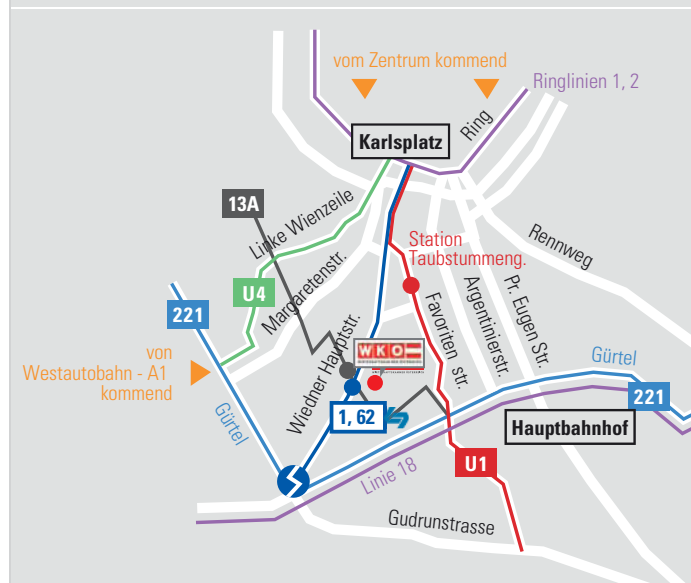 vom Zentrum kommend
Ringlinien 1, 2
Ring
Karlsplatz
13A
Linke Wienzeile
Rennweg
Station
Taubstummeng.
U4
Margaretenstr.
221
Favoriten str.
Argentinierstr.
Pr. Eugen Str.
von
Westautobahn - A1
kommend
WKO
Wiedner Hauptstr.
Gürtel
Gürtel
221
1, 62
Hauptbahnhof
U1
Linie 18
Gudrunstrasse